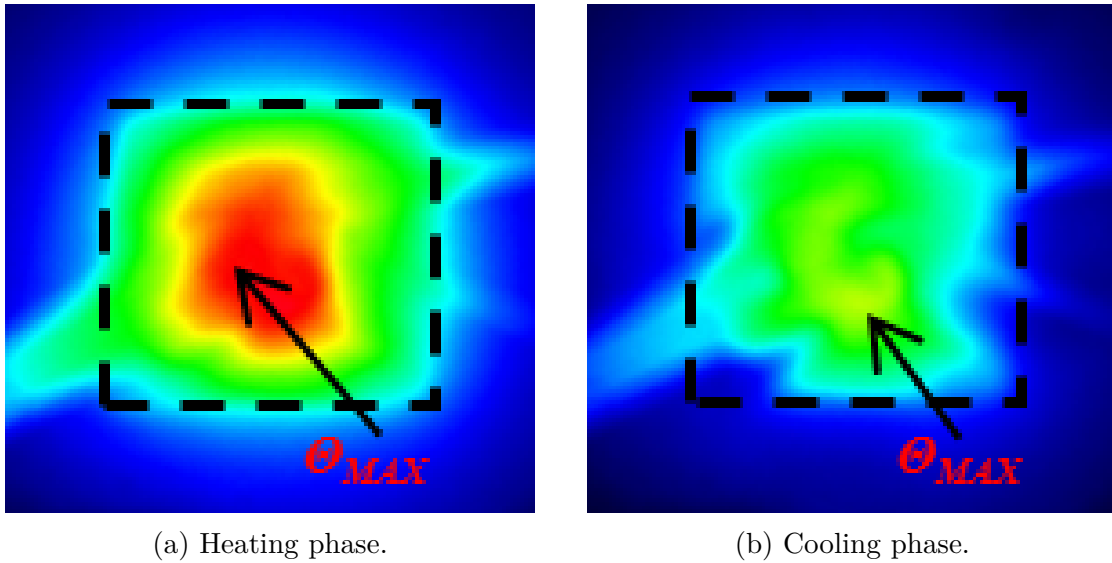 Θ_MAX
Θ_MAX
(a) Heating phase.
(b) Cooling phase.